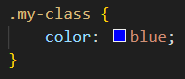 .my-class {
    color: blue;
}